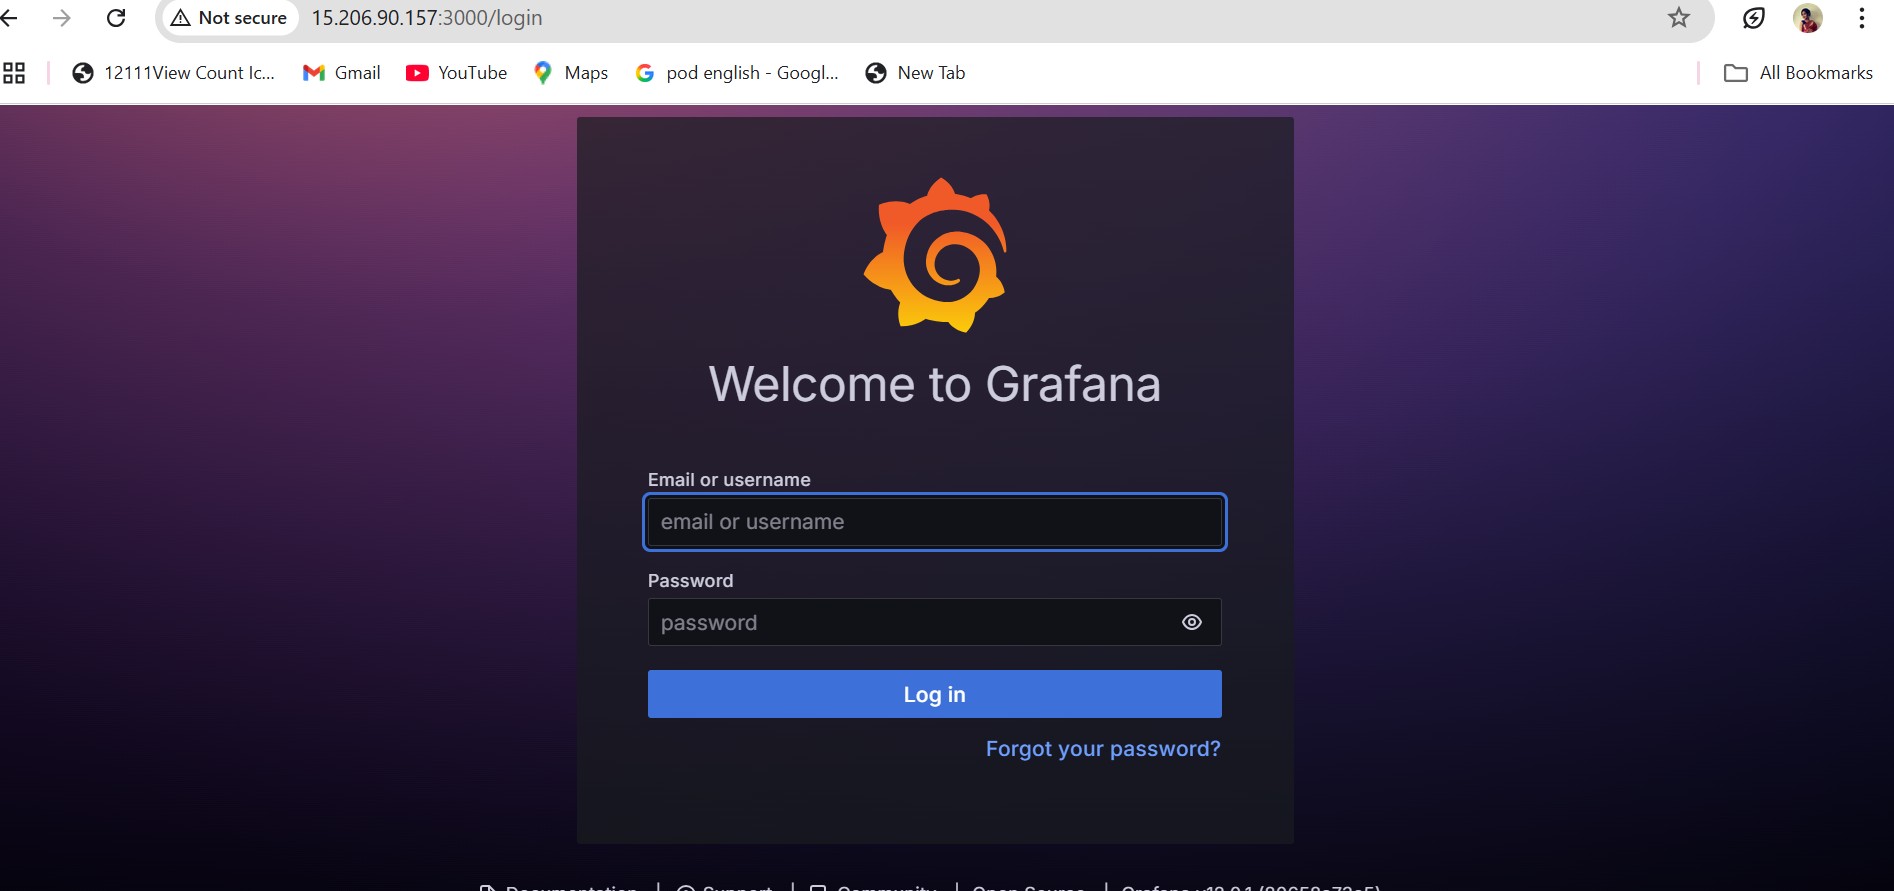 Not secure 15.206.90.157:3000/login
12111View Count Ic... Gmail YouTube Maps pod english - Googl... New Tab All Bookmarks
Welcome to Grafana
Email or username
email or username
Password
password
Log in
Forgot your password?
Documentation | Support | Community | Open Source | Grafana